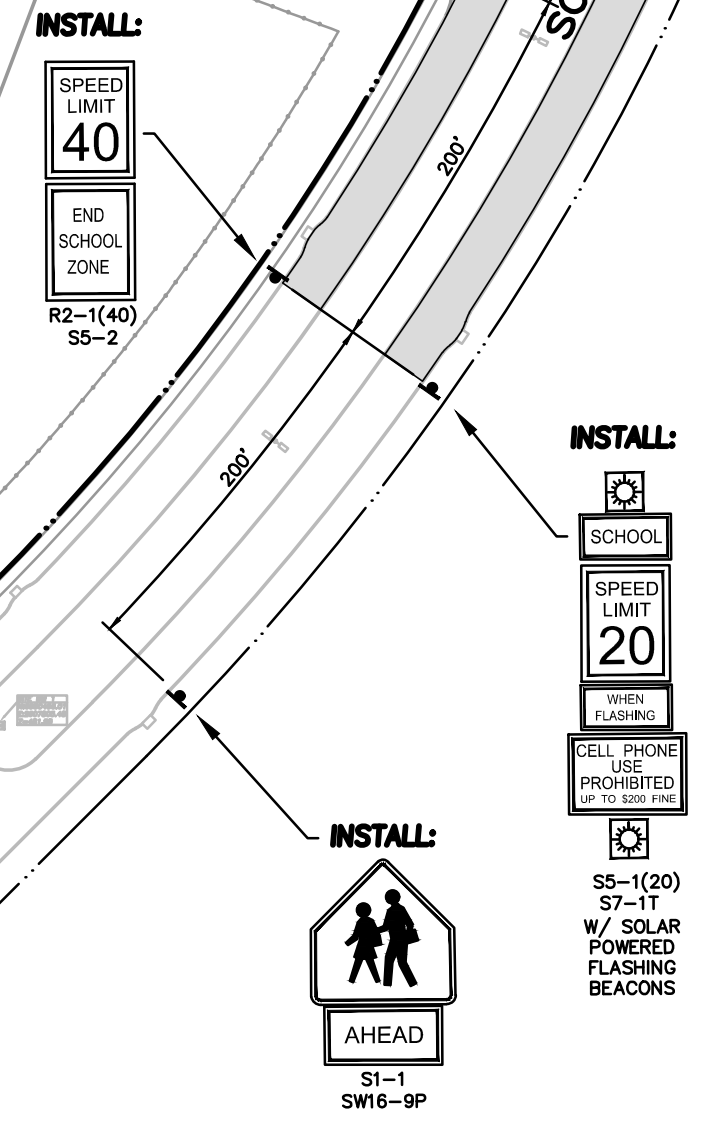 INSTALL:
SPEED
LIMIT
40
END
SCHOOL
ZONE
R2-1(40)
S5-2
200'
200'
INSTALL:
SCHOOL
SPEED
LIMIT
20
WHEN
FLASHING
CELL PHONE
USE
PROHIBITED
UP TO $200 FINE
S5-1(20)
S7-1T
W/ SOLAR
POWERED
FLASHING
BEACONS
INSTALL:
AHEAD
S1-1
SW16-9P